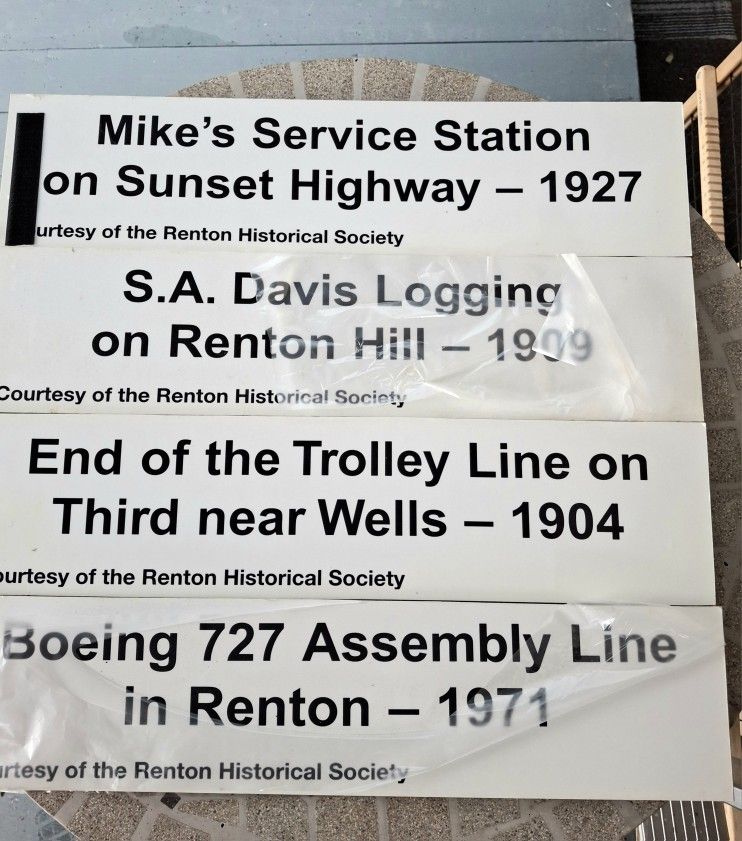 Mike's Service Station
on Sunset Highway – 1927
urtesy of the Renton Historical Society
S.A. Davis Logging
on Renton Hill – 1909
Courtesy of the Renton Historical Society
End of the Trolley Line on
Third near Wells – 1904
ourtesy of the Renton Historical Society
Boeing 727 Assembly Line
in Renton – 1971
urtesy of the Renton Historical Society